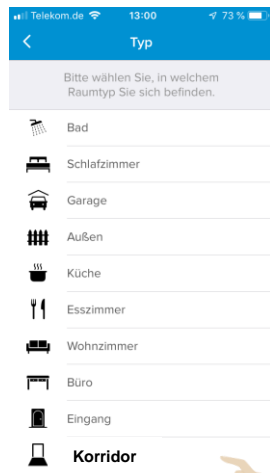 Telekom.de 13:00 73 %
Typ
Bitte wählen Sie, in welchem
Raumtyp Sie sich befinden.
Bad
Schlafzimmer
Garage
Außen
Küche
Esszimmer
Wohnzimmer
Büro
Eingang
Korridor